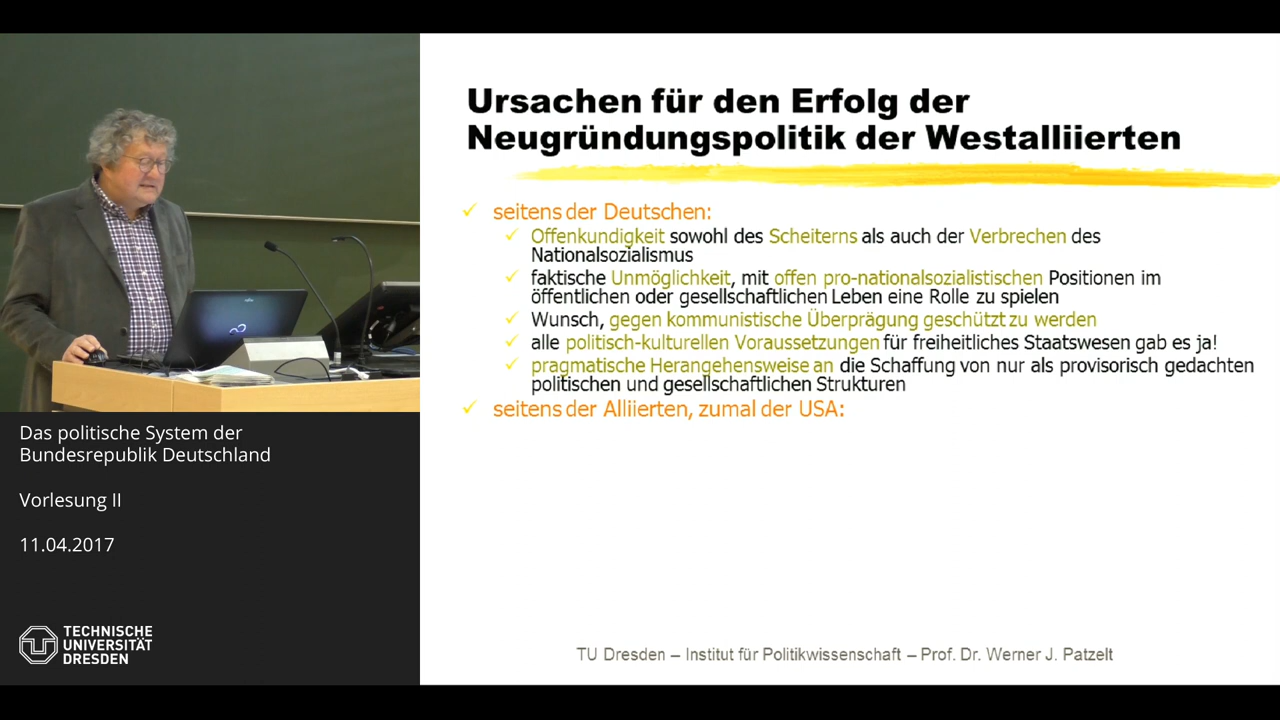 Ursachen für den Erfolg der
Neugründungspolitik der Westalliierten
seitens der Deutschen:
Offenkundigkeit sowohl des Scheiterns als auch der Verbrechen des
Nationalsozialismus
faktische Unmöglichkeit, mit offen pro-nationalsozialistischen Positionen im
öffentlichen oder gesellschaftlichen Leben eine Rolle zu spielen
Wunsch, gegen kommunistische Überprägung geschützt zu werden
alle politisch-kulturellen Voraussetzungen für freiheitliches Staatswesen gab es ja!
pragmatische Herangehensweise an die Schaffung von nur als provisorisch gedachten
politischen und gesellschaftlichen Strukturen
seitens der Alliierten, zumal der USA:
TU Dresden – Institut für Politikwissenschaft – Prof. Dr. Werner J. Patzelt
Das politische System der
Bundesrepublik Deutschland
Vorlesung II
11.04.2017
TECHNISCHE
UNIVERSITÄT
DRESDEN